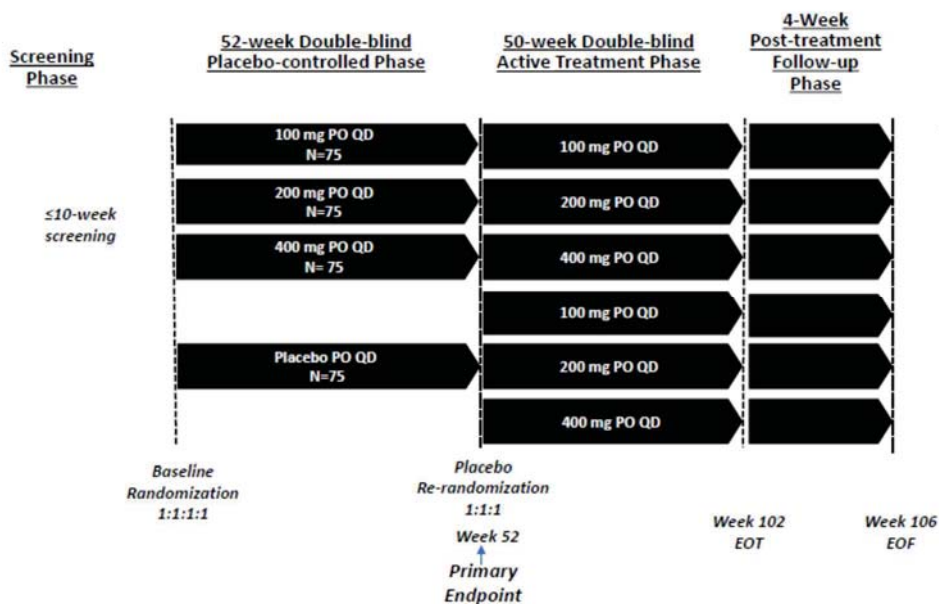 Screening
Phase
52-week Double-blind
Placebo-controlled Phase
50-week Double-blind
Active Treatment Phase
4-Week
Post-treatment
Follow-up
Phase
≤10-week
screening
100 mg PO QD
N=75
100 mg PO QD
200 mg PO QD
N=75
200 mg PO QD
400 mg PO QD
N= 75
400 mg PO QD
100 mg PO QD
Placebo PO QD
N=75
200 mg PO QD
400 mg PO QD
Baseline
Randomization
1:1:1:1
Placebo
Re-randomization
1:1:1
Week 52
Primary
Endpoint
Week 102
EOT
Week 106
EOF